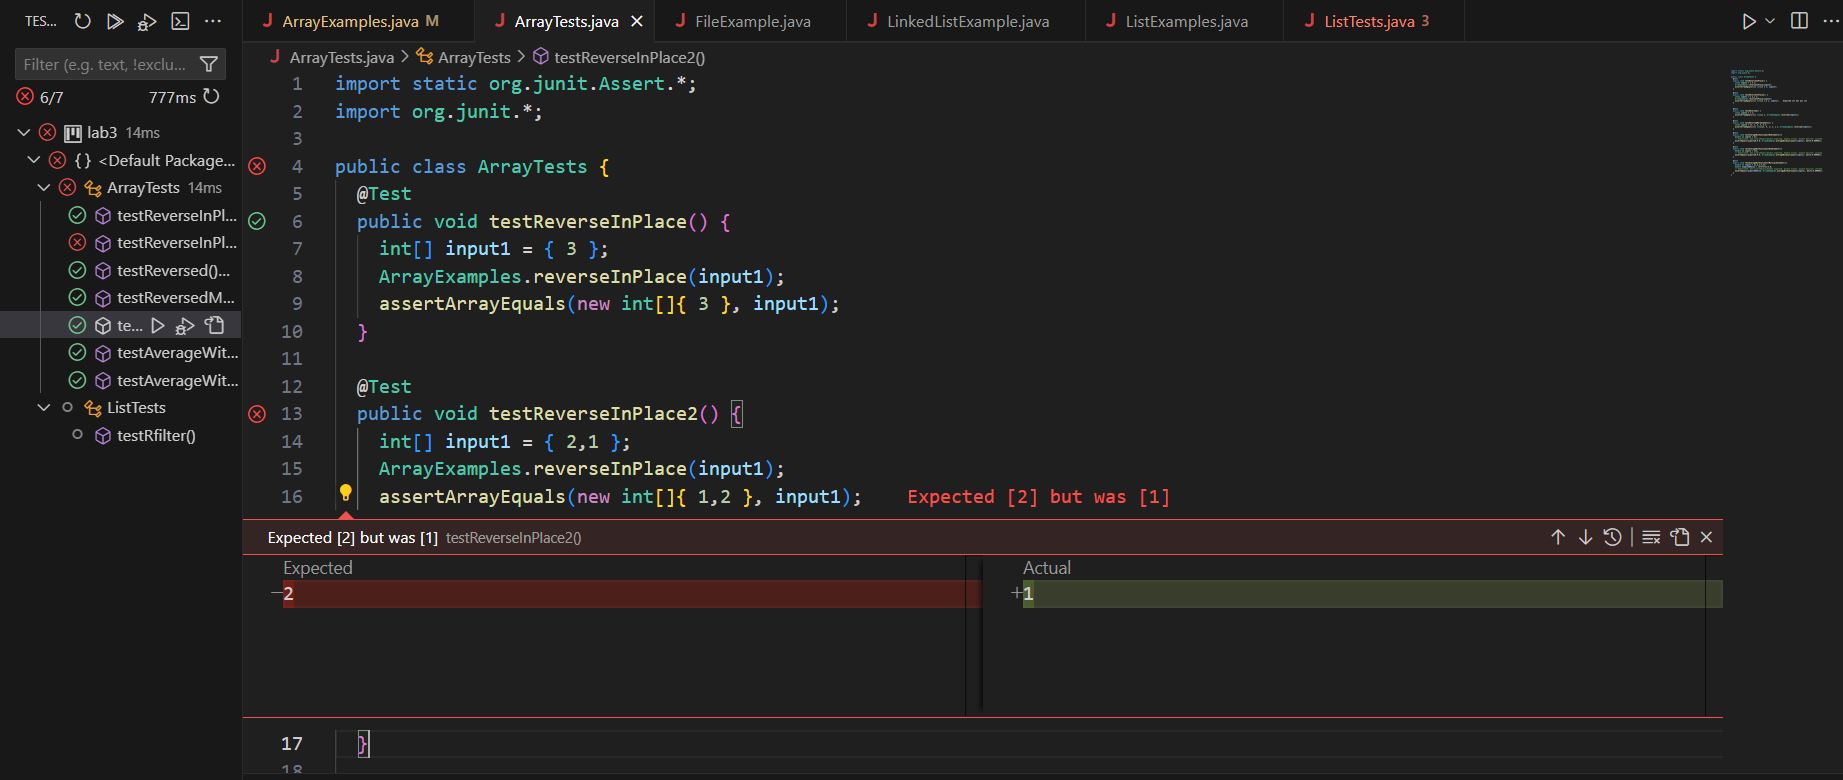 TES...
ArrayExamples.java M
ArrayTests.java
FileExample.java
LinkedListExample.java
ListExamples.java
ListTests.java 3
Filter (e.g. text, !exclu...
6/7 777ms
lab3 14ms
{} <Default Package...
ArrayTests 14ms
testReverseInPl...
testReverseInPl...
testReversed()...
testReversedM...
te...
testAverageWit...
testAverageWit...
ListTests
testRfilter()
ArrayTests.java > ArrayTests > testReverseInPlace2()
1 import static org.junit.Assert.*;
2 import org.junit.*;
3
4 public class ArrayTests {
5 @Test
6 public void testReverseInPlace() {
7 int[] input1 = { 3 };
8 ArrayExamples.reverseInPlace(input1);
9 assertArrayEquals(new int[]{ 3 }, input1);
10 }
11
12 @Test
13 public void testReverseInPlace2() {
14 int[] input1 = { 2,1 };
15 ArrayExamples.reverseInPlace(input1);
16 assertArrayEquals(new int[]{ 1,2 }, input1); Expected [2] but was [1]
Expected [2] but was [1] testReverseInPlace2()
Expected Actual
−2 +1
17 }
18